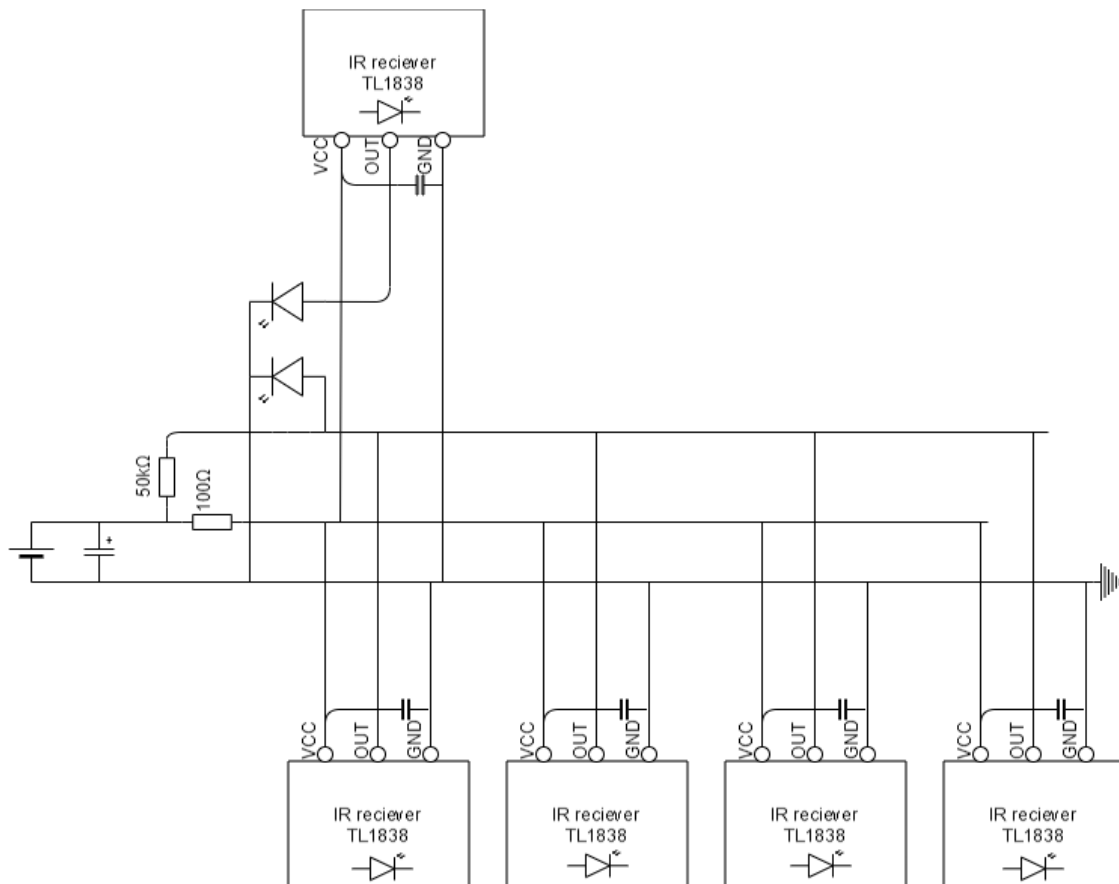 IR reciever
TL1838
VCC
OUT
GND
50kΩ
100Ω
+
VCC
OUT
GND
VCC
OUT
GND
VCC
OUT
GND
VCC
OUT
GND
IR reciever
TL1838
IR reciever
TL1838
IR reciever
TL1838
IR reciever
TL1838